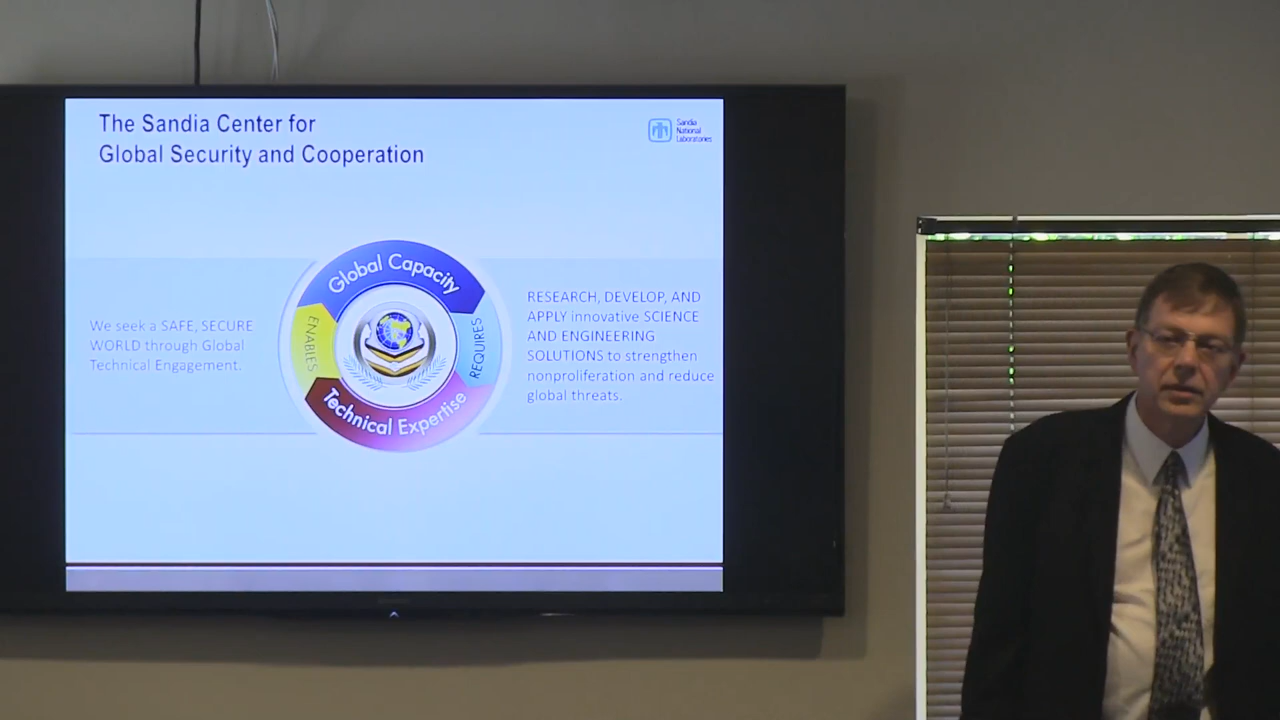 The Sandia Center for
Global Security and Cooperation
Sandia
National
Laboratories
We seek a SAFE, SECURE
WORLD through Global
Technical Engagement.
Global Capacity
ENABLES
REQUIRES
Technical Expertise
RESEARCH, DEVELOP, AND
APPLY innovative SCIENCE
AND ENGINEERING
SOLUTIONS to strengthen
nonproliferation and reduce
global threats.